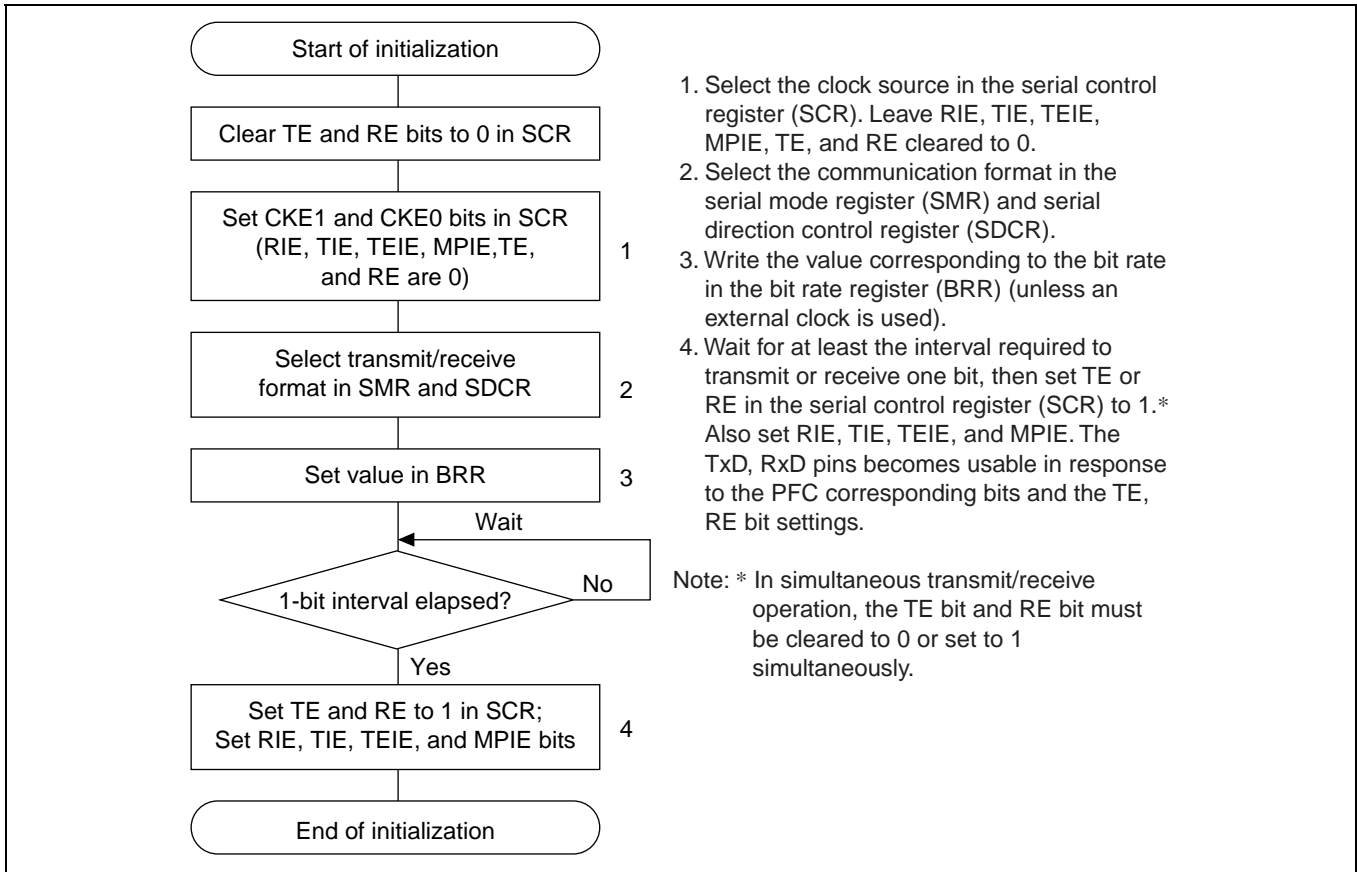 Start of initialization
Clear TE and RE bits to 0 in SCR
Set CKE1 and CKE0 bits in SCR
(RIE, TIE, TEIE, MPIE,TE,
and RE are 0)
1
Select transmit/receive
format in SMR and SDCR
2
Set value in BRR
3
Wait
1-bit interval elapsed?
No
Yes
Set TE and RE to 1 in SCR;
Set RIE, TIE, TEIE, and MPIE bits
4
End of initialization
1. Select the clock source in the serial control
register (SCR). Leave RIE, TIE, TEIE,
MPIE, TE, and RE cleared to 0.
2. Select the communication format in the
serial mode register (SMR) and serial
direction control register (SDCR).
3. Write the value corresponding to the bit rate
in the bit rate register (BRR) (unless an
external clock is used).
4. Wait for at least the interval required to
transmit or receive one bit, then set TE or
RE in the serial control register (SCR) to 1.*
Also set RIE, TIE, TEIE, and MPIE. The
TxD, RxD pins becomes usable in response
to the PFC corresponding bits and the TE,
RE bit settings.
Note: * In simultaneous transmit/receive
operation, the TE bit and RE bit must
be cleared to 0 or set to 1
simultaneously.